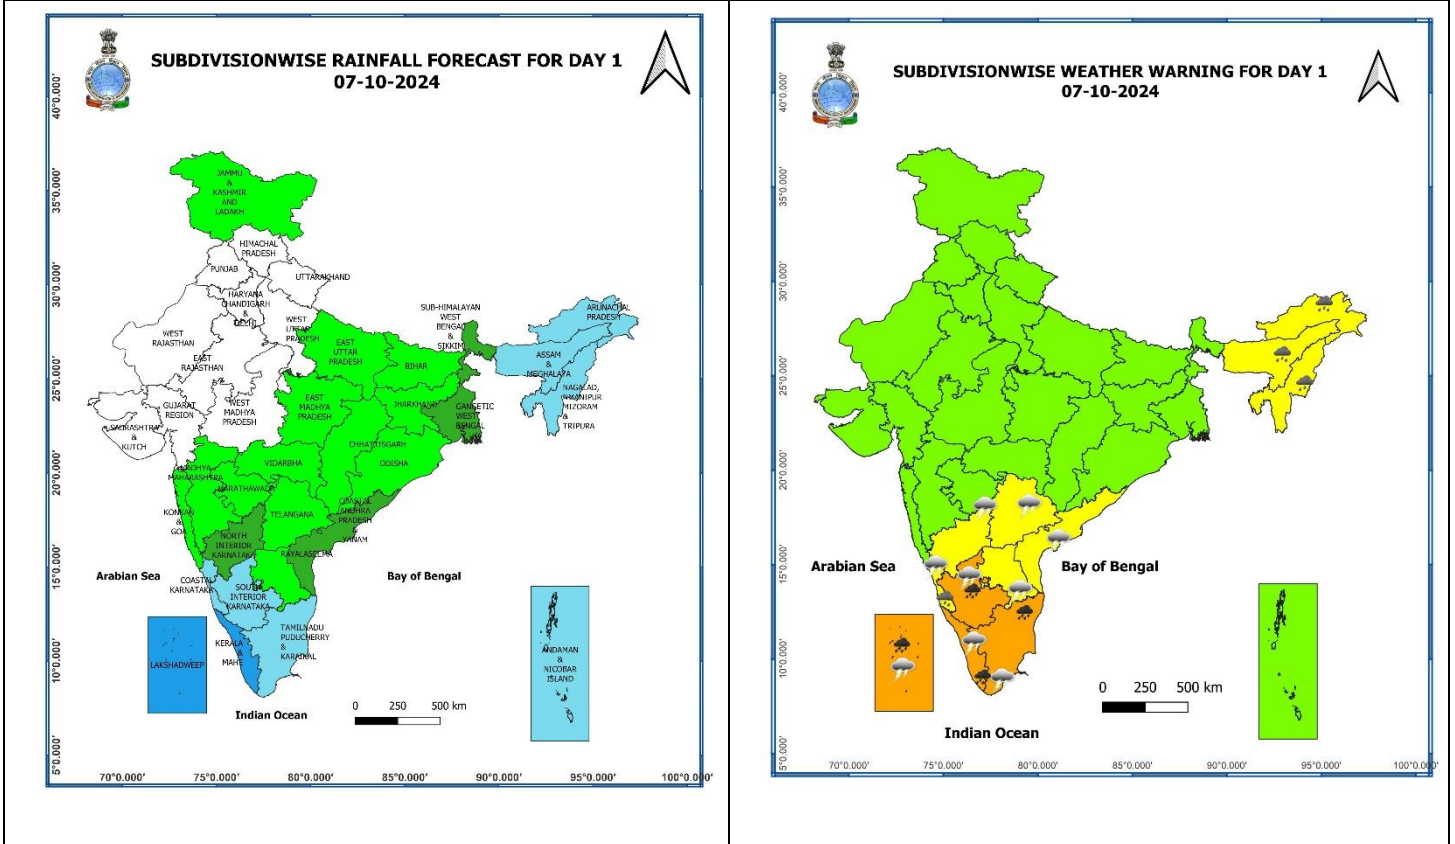 SUBDIVISIONWISE RAINFALL FORECAST FOR DAY 1
07-10-2024
40°0.000'
35°0.000'
30°0.000'
25°0.000'
20°0.000'
15°0.000'
10°0.000'
5°0.000'
JAMMU
&
KASHMIR
AND
LADAKH
HIMACHAL
PRADESH
PUNJAB
UTTARAKHAND
HARYANA
CHANDIGARH
&
DELHI
WEST
UTTAR
PRADESH
WEST
RAJASTHAN
EAST
RAJASTHAN
EAST
UTTAR
PRADESH
BIHAR
SUB-HIMALAYAN
WEST
BENGAL
&
SIKKIM
ARUNACHAL
PRADESH
ASSAM
&
MEGHALAYA
NAGALAD,
MANIPUR
MIZORAM
&
TRIPURA
GUJARAT
REGION
SAURASHTRA
&
KUTCH
WEST
MADHYA
PRADESH
EAST
MADHYA
PRADESH
JHARKHAND
GANGETIC
WEST
BENGAL
CHHATTISGARH
ODISHA
VIDARBHA
MADHYA
MAHARASHTRA
MARATHAWADA
KONKAN
&
GOA
TELANGANA
COASTAL
ANDHRA
PRADESH
&
YANAM
NORTH
INTERIOR
KARNATAKA
RAYALASEEMA
COASTAL
KARNATAKA
SOUTH
INTERIOR
KARNATAKA
TAMILNADU
PUDUCHERRY
&
KARAIKAL
KERALA
&
MAHE
LAKSHADWEEP
ANDAMAN
&
NICOBAR
ISLAND
Arabian Sea
Bay of Bengal
Indian Ocean
0 250 500 km
70°0.000' 75°0.000' 80°0.000' 85°0.000' 90°0.000' 95°0.000' 100°0.000'
SUBDIVISIONWISE WEATHER WARNING FOR DAY 1
07-10-2024
40°0.000'
35°0.000'
30°0.000'
25°0.000'
20°0.000'
15°0.000'
10°0.000'
5°0.000'
Arabian Sea
Bay of Bengal
Indian Ocean
0 250 500 km
70°0.000' 75°0.000' 80°0.000' 85°0.000' 90°0.000' 95°0.000' 100°0.000'